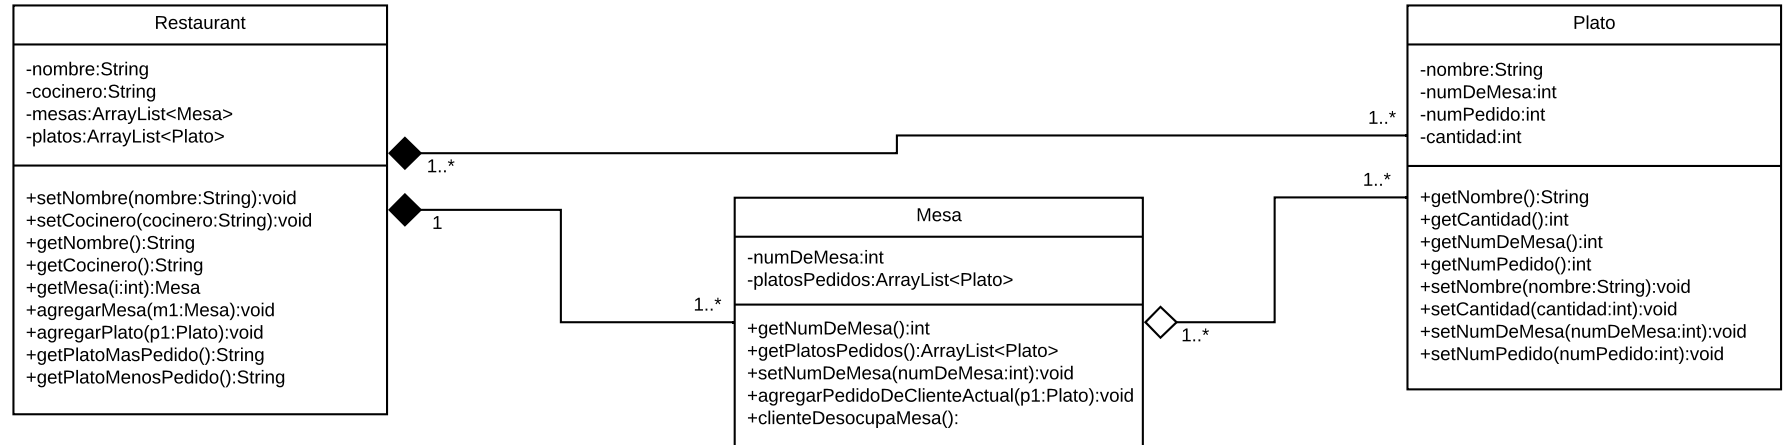 Restaurant
-nombre:String
-cocinero:String
-mesas:ArrayList<Mesa>
-platos:ArrayList<Plato>
+setNombre(nombre:String):void
+setCocinero(cocinero:String):void
+getNombre():String
+getCocinero():String
+getMesa(i:int):Mesa
+agregarMesa(m1:Mesa):void
+agregarPlato(p1:Plato):void
+getPlatoMasPedido():String
+getPlatoMenosPedido():String
1..*
1..*
1
1..*
Mesa
-numDeMesa:int
-platosPedidos:ArrayList<Plato>
+getNumDeMesa():int
+getPlatosPedidos():ArrayList<Plato>
+setNumDeMesa(numDeMesa:int):void
+agregarPedidoDeClienteActual(p1:Plato):void
+clienteDesocupaMesa():
1..*
1..*
Plato
-nombre:String
-numDeMesa:int
-numPedido:int
-cantidad:int
+getNombre():String
+getCantidad():int
+getNumDeMesa():int
+getNumPedido():int
+setNombre(nombre:String):void
+setCantidad(cantidad:int):void
+setNumDeMesa(numDeMesa:int):void
+setNumPedido(numPedido:int):void